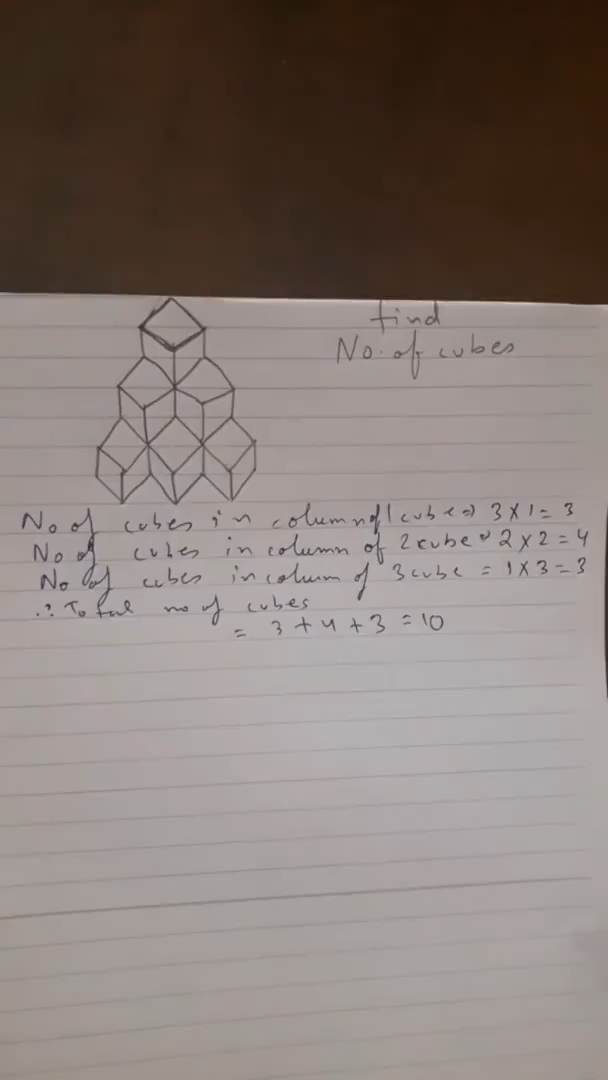 find
No. of cubes
No of cubes in column of 1 cube => 3 X 1 = 3
No of cubes in column of 2 cube = 2 X 2 = 4
No of cubes in column of 3 cube = 1 X 3 = 3
∴ Total no of cubes
= 3 + 4 + 3 = 10